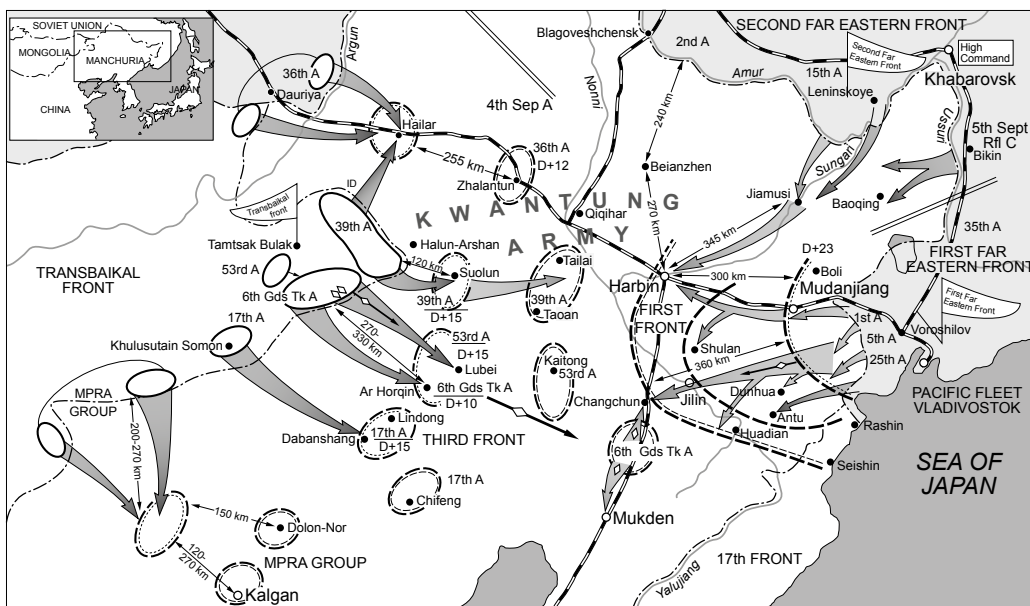 SOVIET UNION
MONGOLIA
MANCHURIA
JAPAN
CHINA
Argun
36th A
Dauriya
Hailar
255 km
4th Sep A
36th A
D+12
Zhalantun
Nonni
Blagoveshchensk
2nd A
SECOND FAR EASTERN FRONT
Second Far
Eastern Front
High
Command
Khabarovsk
Amur
15th A
Leninskoye
240 km
Beianzhen
270 km
Sungari
Ussuri
5th Sept
Rfl C
Bikin
Jiamusi
Baoqing
345 km
35th A
ID
Transbaikal
front
39th A
KWANTUNG
ARMY
Qiqihar
Tamtsak Bulak
Halun-Arshan
120 km
Suolun
Tailai
TRANSBAIKAL
FRONT
53rd A
6th Gds Tk A
39th A
D+15
39th A
Taoan
Harbin
300 km
D+23
Boli
Mudanjiang
FIRST FAR
EASTERN FRONT
First Far
Eastern Front
FIRST
FRONT
1st A
5th A
25th A
Voroshilov
17th A
Khulusutain Somon
270-
330 km
53rd A
D+15
Lubei
Ar Horqin
6th Gds Tk A
D+10
Kaitong
53rd A
Shulan
360 km
Jilin
Dunhua
Changchun
Antu
Huadian
PACIFIC FLEET
VLADIVOSTOK
Rashin
Seishin
MPRA
GROUP
200-270 km
Lindong
Dabanshang
17th A
D+15
THIRD FRONT
6th Gds Tk A
17th A
Chifeng
Mukden
SEA OF
JAPAN
150 km
Dolon-Nor
MPRA GROUP
120-
270 km
Kalgan
17th FRONT
Yalujiang